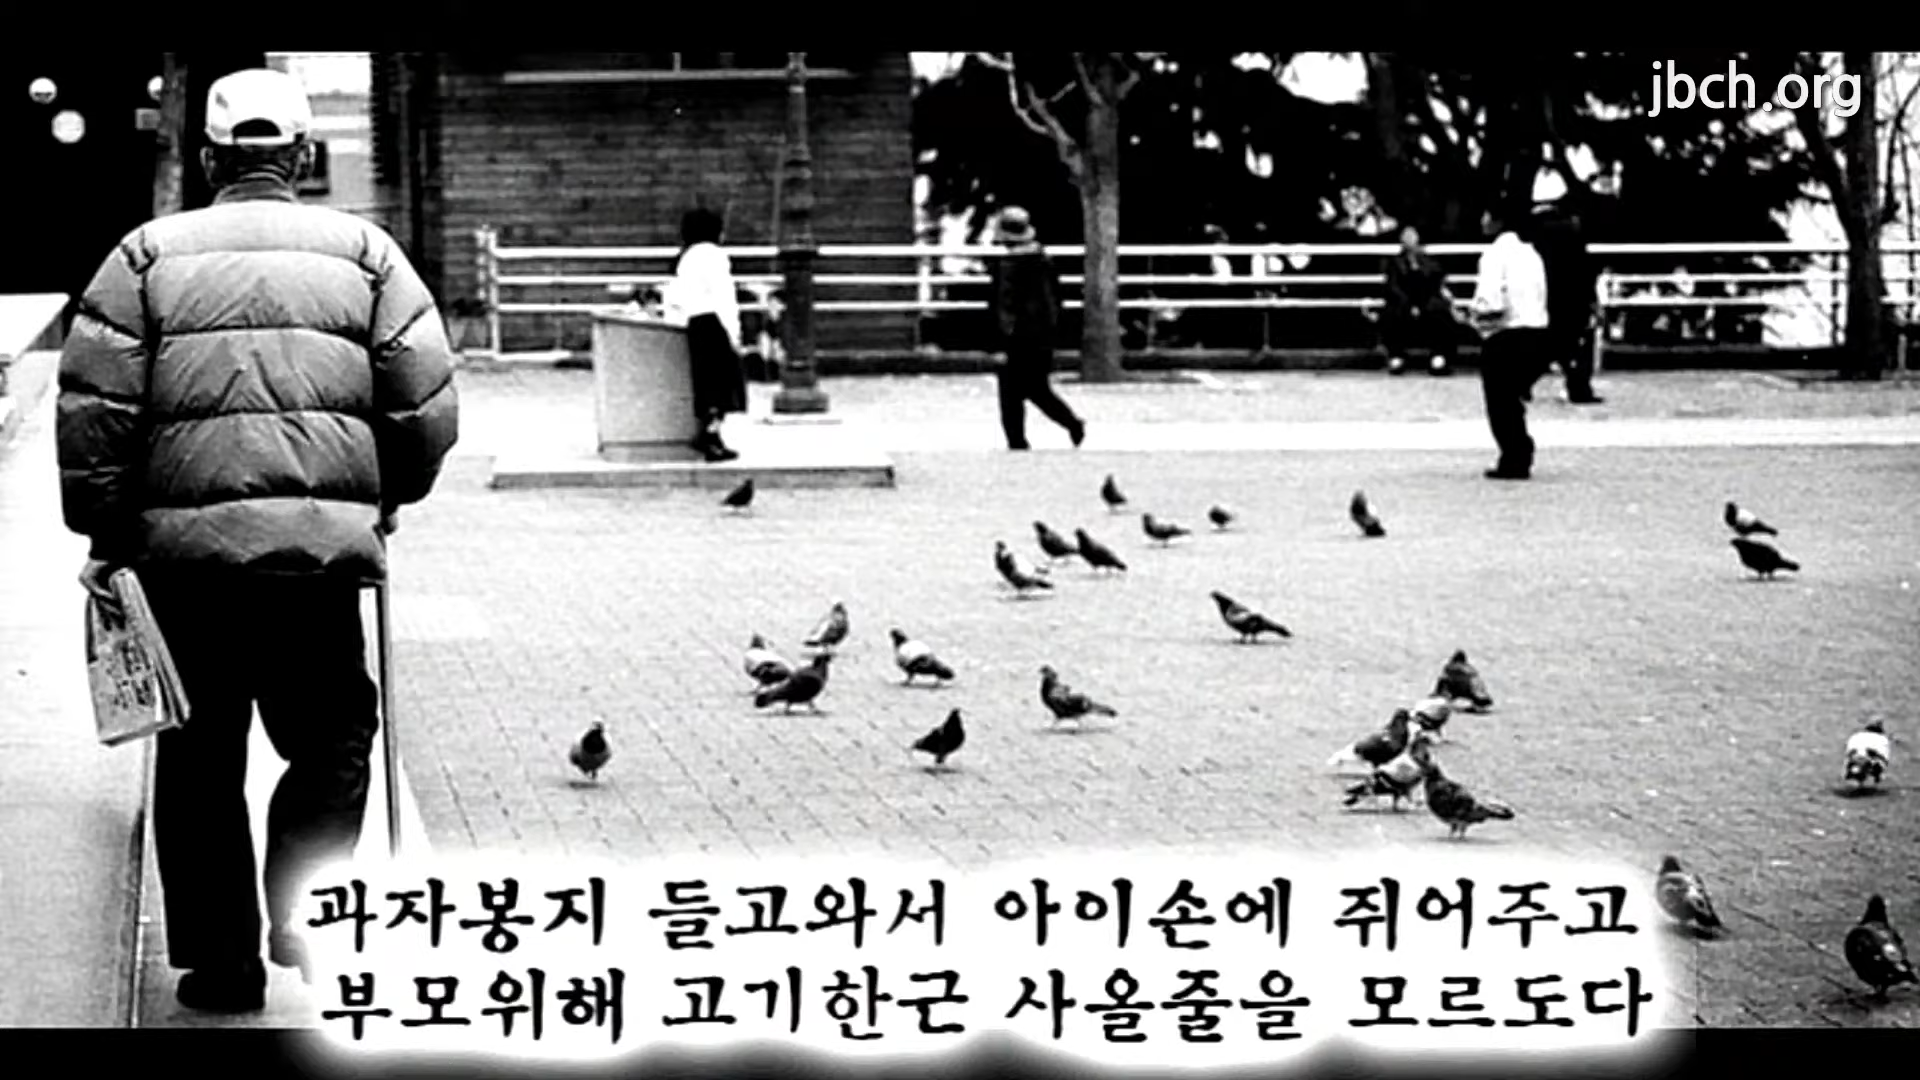 jbch.org
과자봉지 들고와서 아이손에 쥐어주고
부모위해 고기한근 사올줄을 모르도다